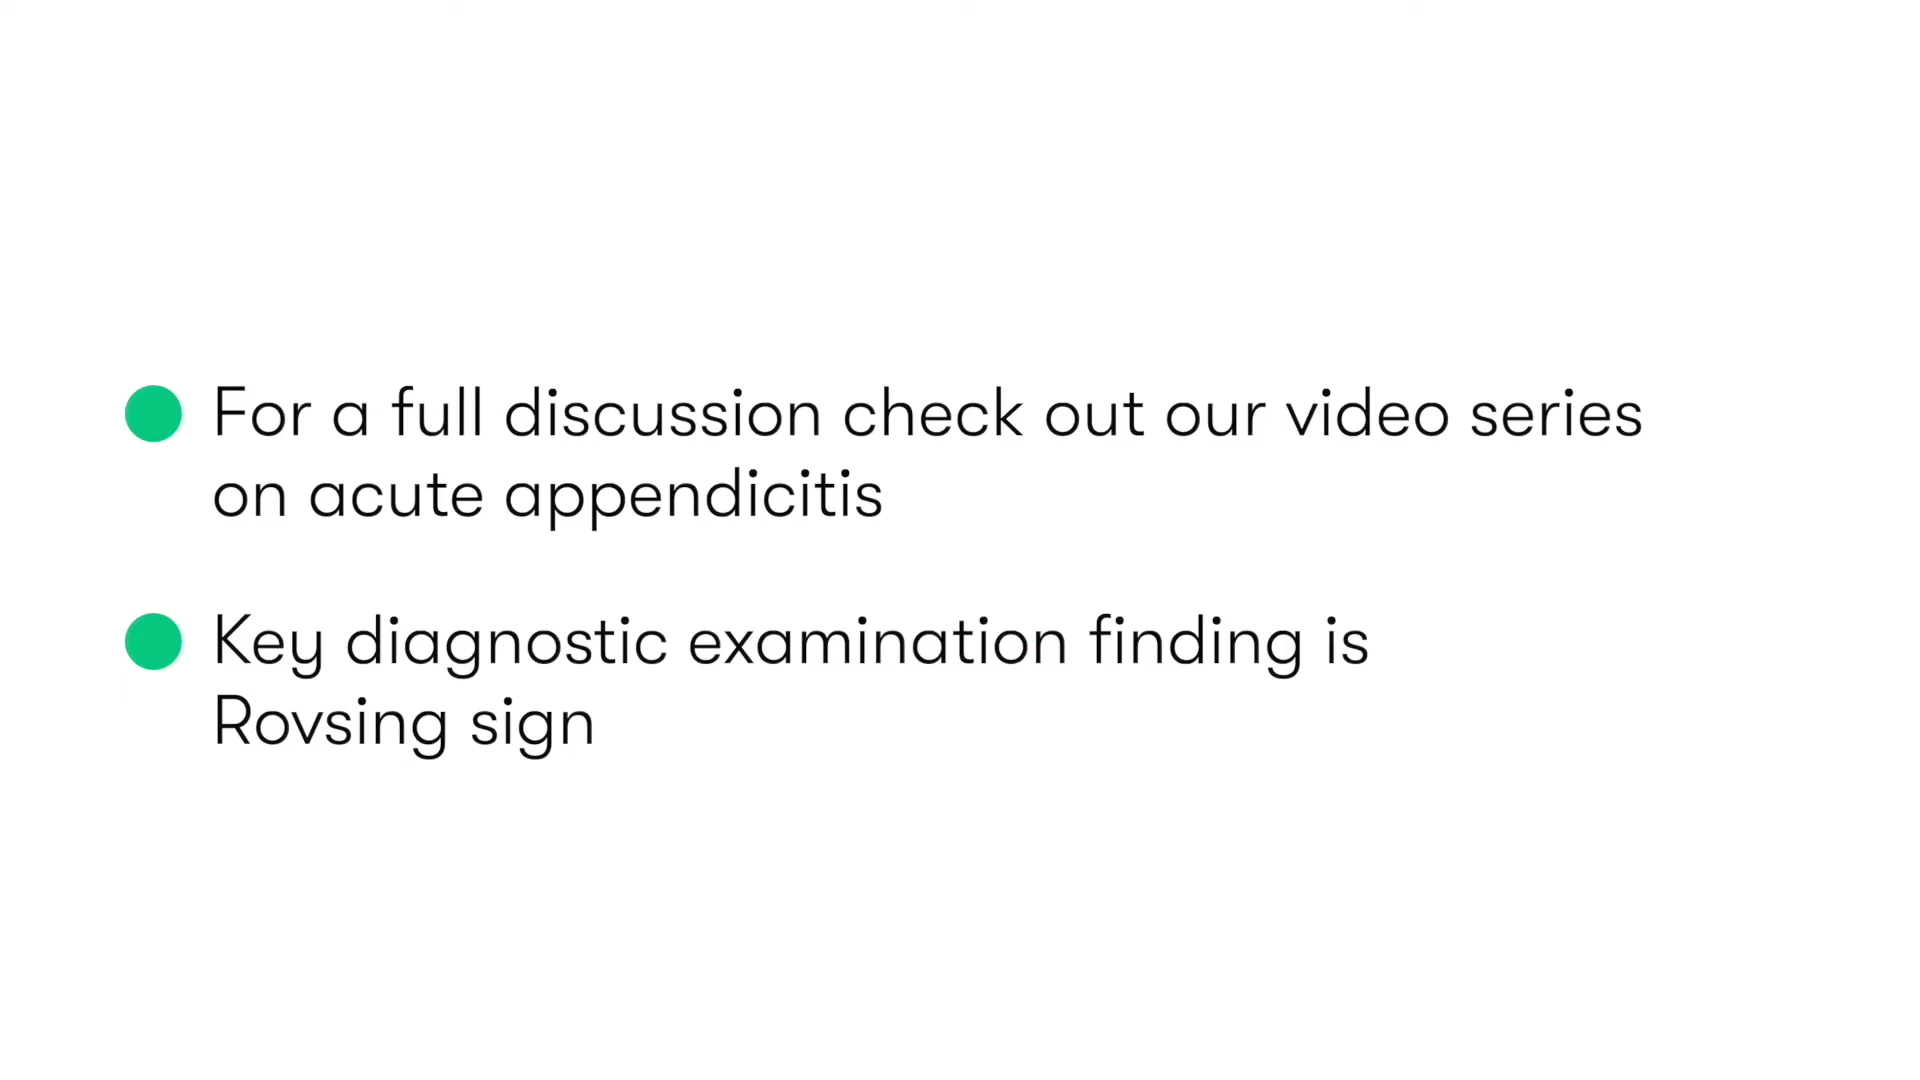 For a full discussion check out our video series
on acute appendicitis
Key diagnostic examination finding is
Rovsing sign